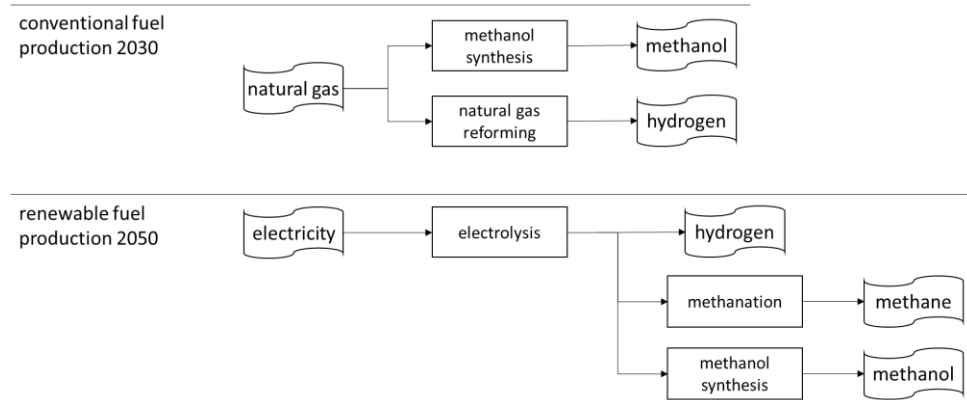 conventional fuel
production 2030
natural gas
methanol
synthesis
methanol
natural gas
reforming
hydrogen
renewable fuel
production 2050
electricity
electrolysis
hydrogen
methanation
methane
methanol
synthesis
methanol